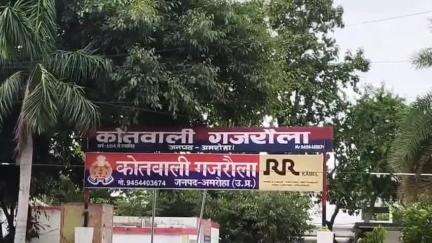 कोतवाली गजरौला
जनपद - अमरोहा
कोतवाली गजरौला
मो. 9454403674
जनपद-अमरोहा (उ.प्र.)
RR
KABEL